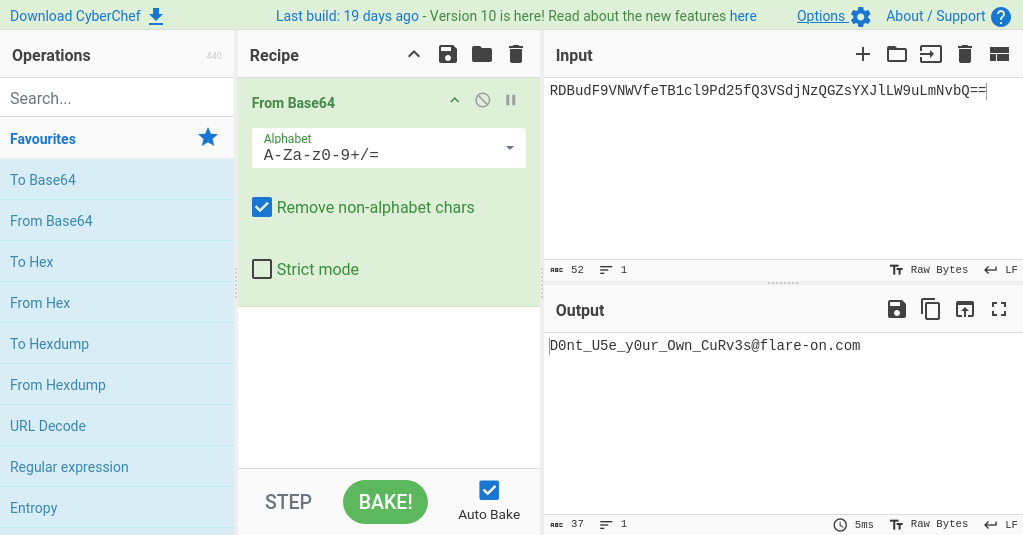 Download CyberChef
Last build: 19 days ago - Version 10 is here! Read about the new features here
Options
About / Support
Operations
440
Search...
Favourites
To Base64
From Base64
To Hex
From Hex
To Hexdump
From Hexdump
URL Decode
Regular expression
Entropy
Recipe
From Base64
Alphabet
A-Za-z0-9+/=
Remove non-alphabet chars
Strict mode
STEP
BAKE!
Auto Bake
Input
RDBudF9VNWVfeTB1cl9Pd25fQ3VSdjNzQGZsYXJlLW9uLmNvbQ==
ABC 52 1
Raw Bytes LF
Output
D0nt_U5e_y0ur_Own_CuRv3s@flare-on.com
ABC 37 1
5ms Raw Bytes LF